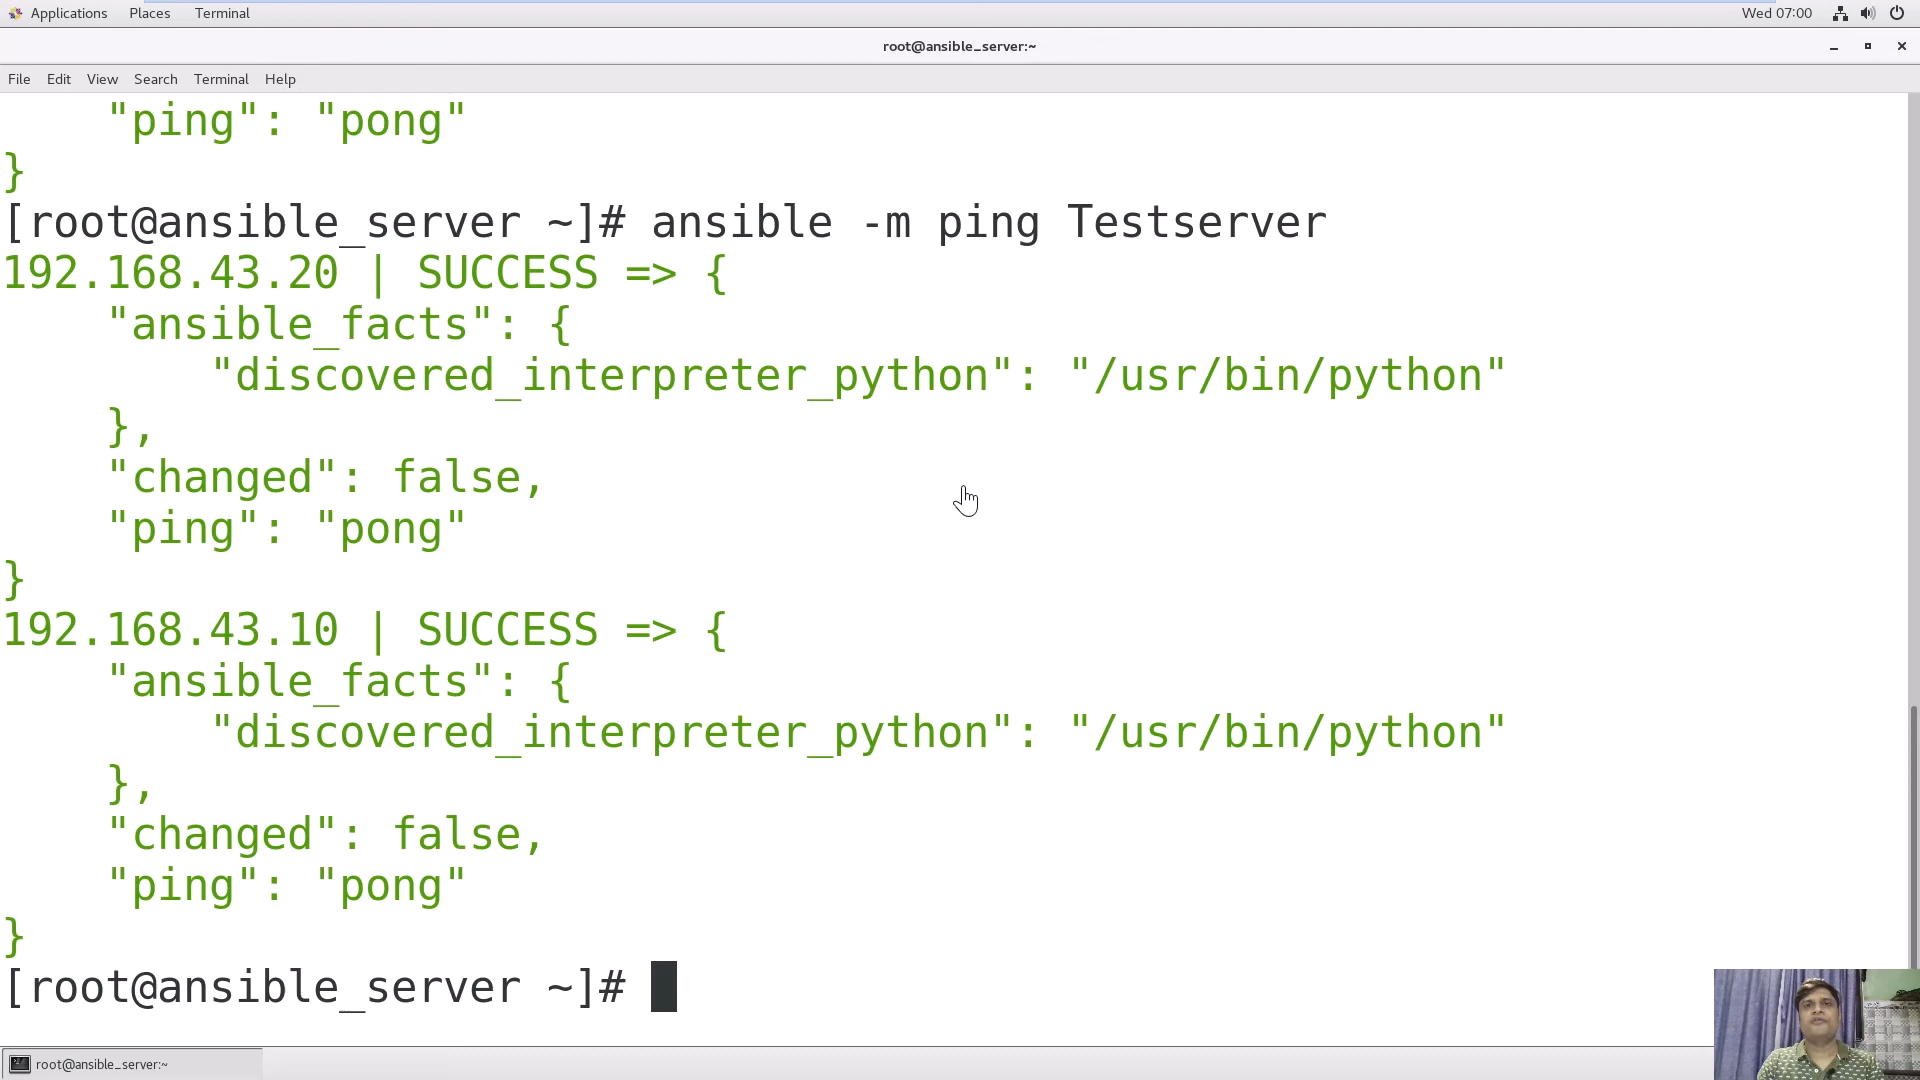 Applications Places Terminal Wed 07:00
root@ansible_server:~
File Edit View Search Terminal Help
"ping": "pong"
}
[root@ansible_server ~]# ansible -m ping Testserver
192.168.43.20 | SUCCESS => {
"ansible_facts": {
"discovered_interpreter_python": "/usr/bin/python"
},
"changed": false,
"ping": "pong"
}
192.168.43.10 | SUCCESS => {
"ansible_facts": {
"discovered_interpreter_python": "/usr/bin/python"
},
"changed": false,
"ping": "pong"
}
[root@ansible_server ~]#
root@ansible_server:~